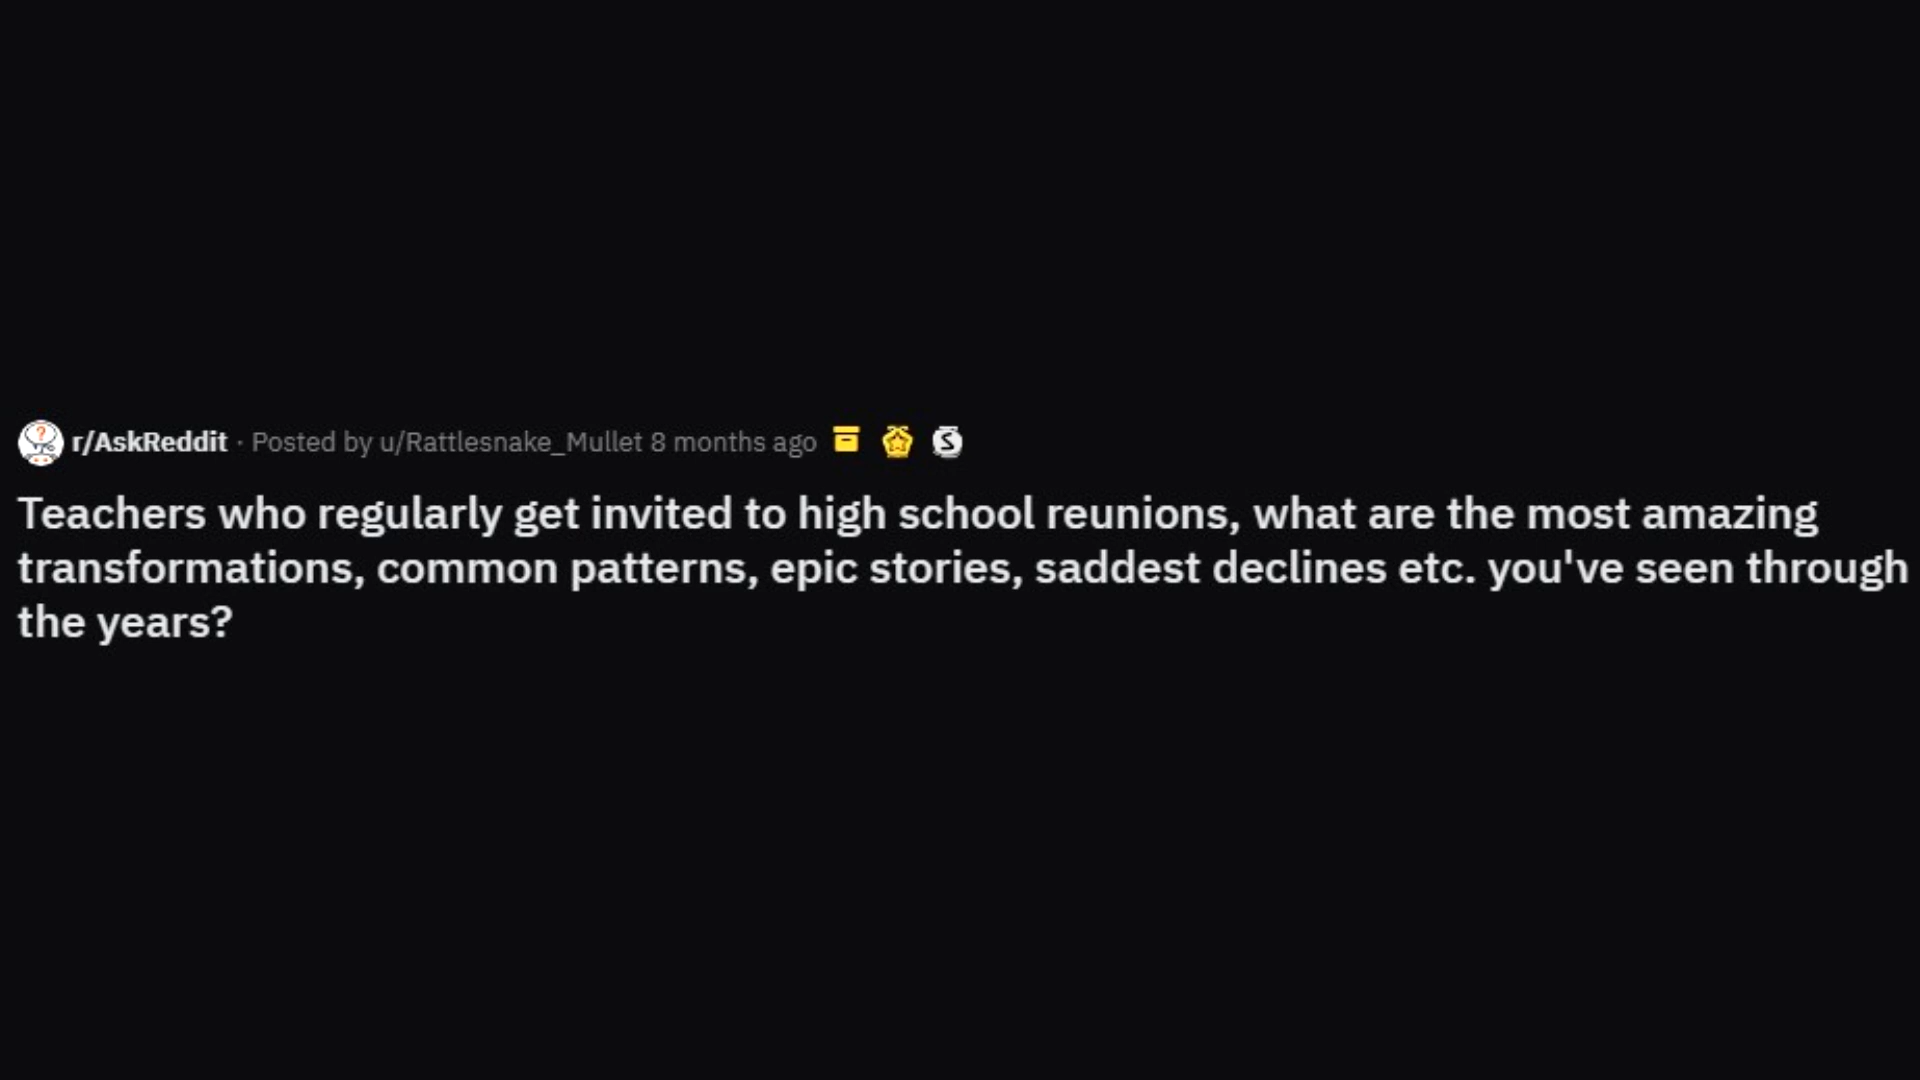 r/AskReddit · Posted by u/Rattlesnake_Mullet 8 months ago
Teachers who regularly get invited to high school reunions, what are the most amazing
transformations, common patterns, epic stories, saddest declines etc. you've seen through
the years?